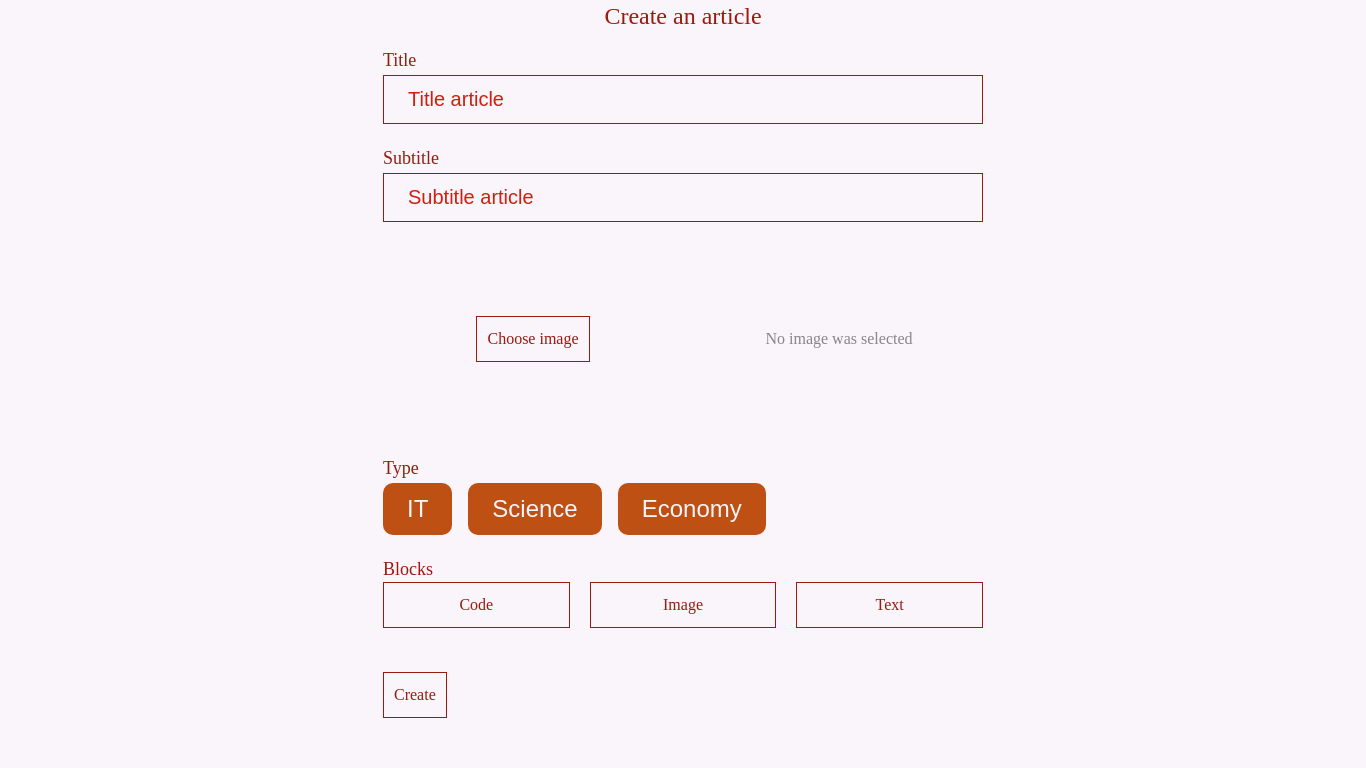 Create an article
Title
Title article
Subtitle
Subtitle article
Choose image
No image was selected
Type
IT Science Economy
Blocks
Code Image Text
Create